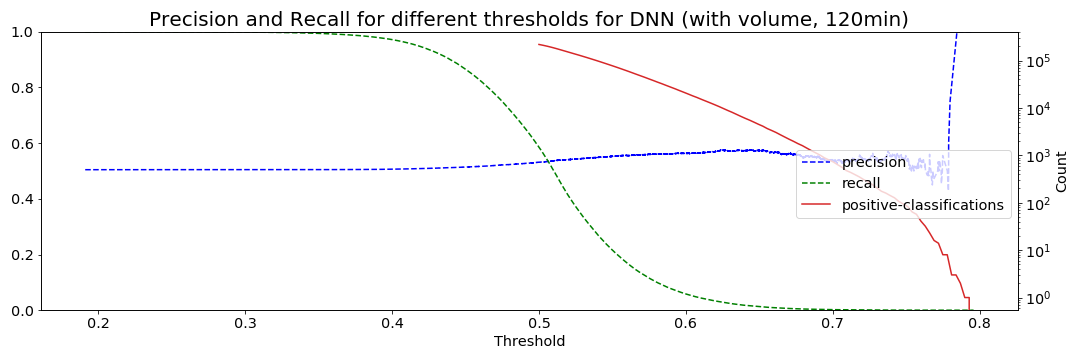 Precision and Recall for different thresholds for DNN (with volume, 120min)
1.0
0.8
0.6
0.4
0.2
0.0
10^5
10^4
10^3
10^2
10^1
10^0
Count
precision
recall
positive-classifications
0.2 0.3 0.4 0.5 0.6 0.7 0.8
Threshold